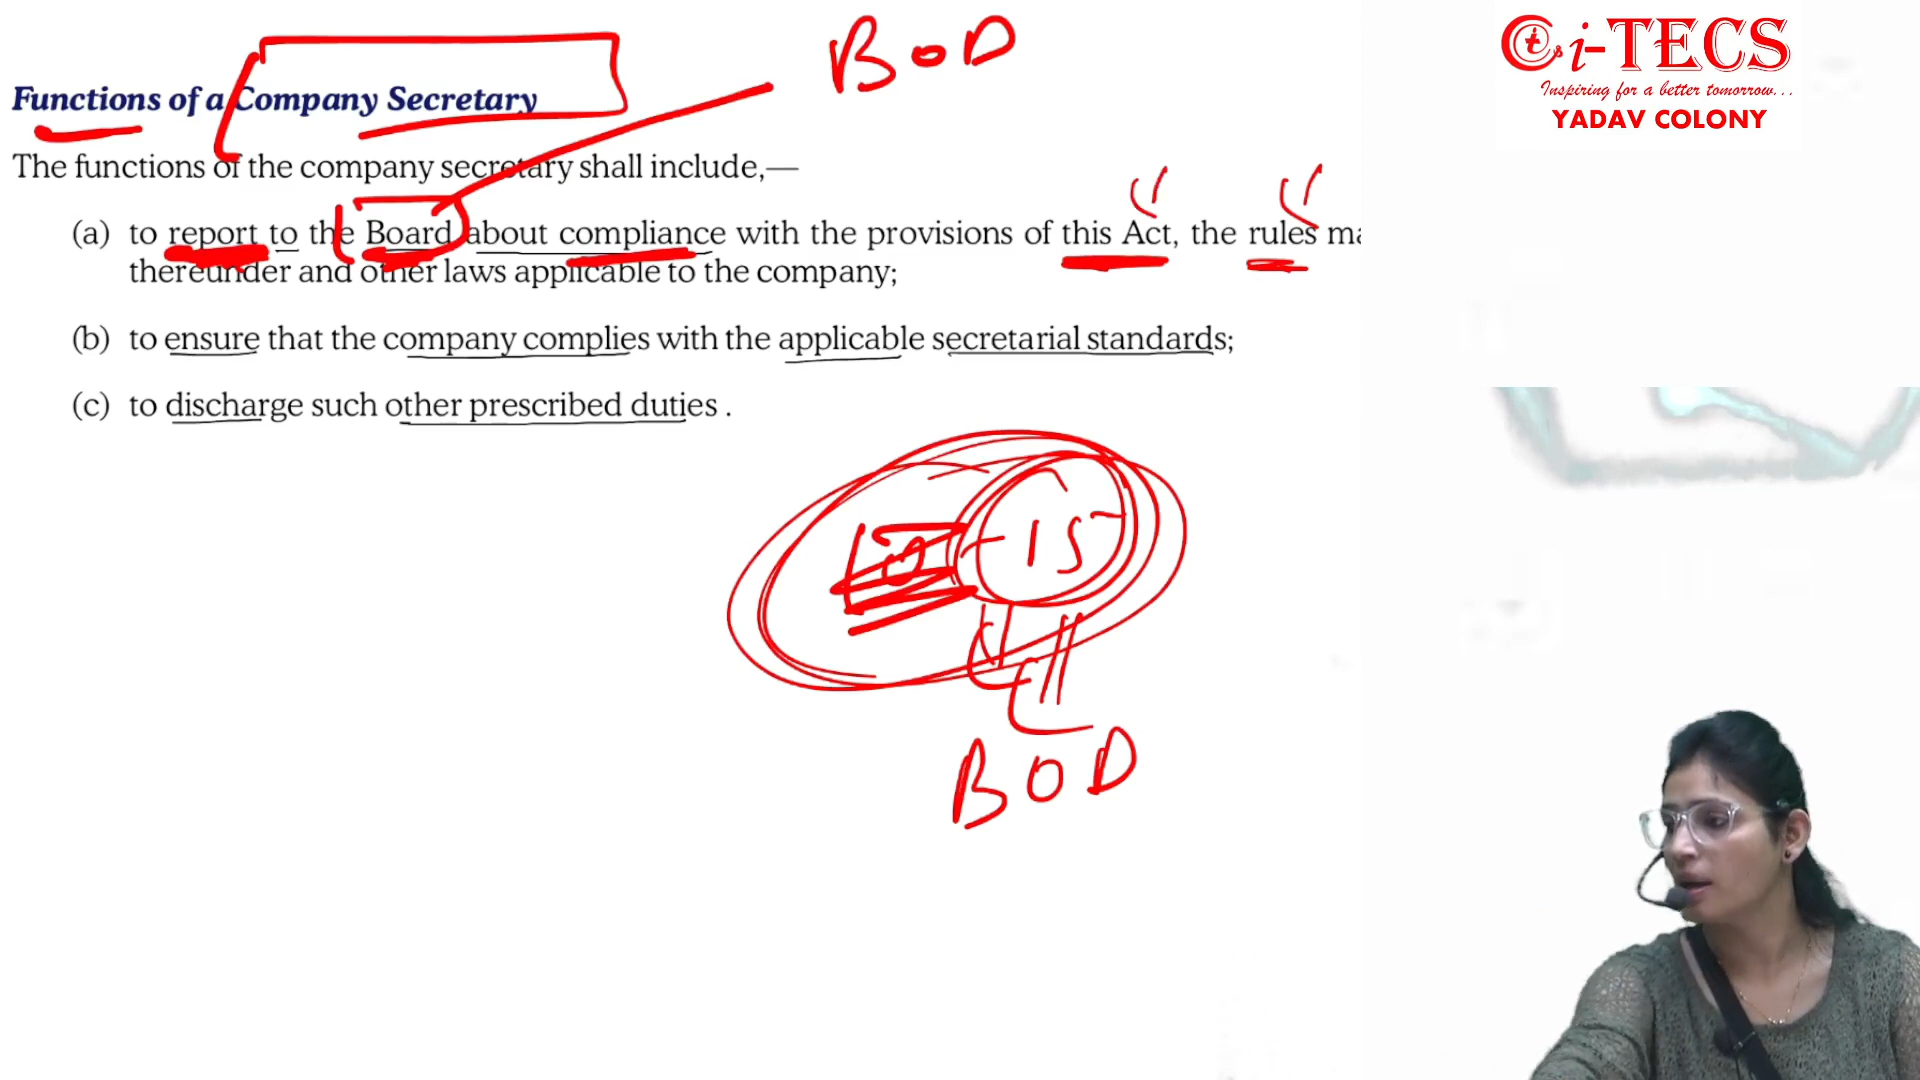 BOD
i-TECS
Inspiring for a better tomorrow...
YADAV COLONY
Functions of a Company Secretary
The functions of the company secretary shall include,—
(a) to report to the Board about compliance with the provisions of this Act, the rules
thereunder and other laws applicable to the company;
(b) to ensure that the company complies with the applicable secretarial standards;
(c) to discharge such other prescribed duties .
15
BOD